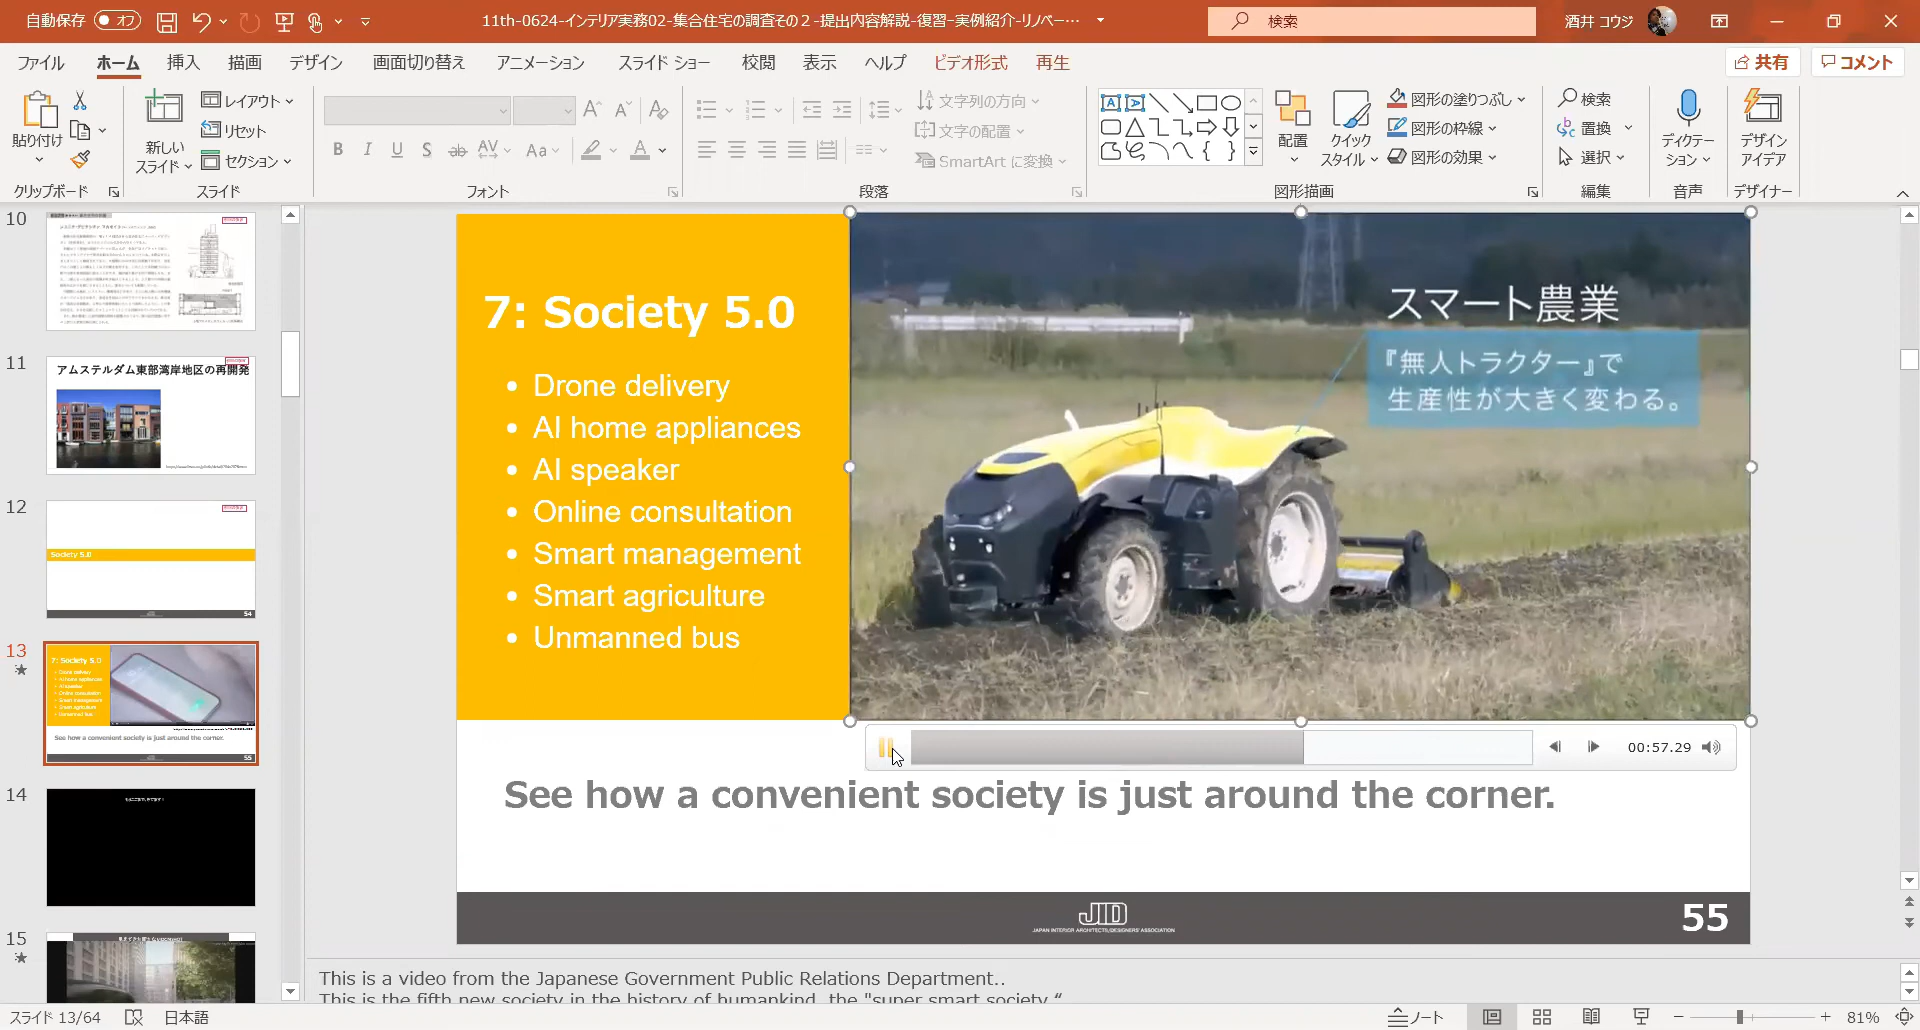 自動保存 オフ
11th-0624-インテリア実務02-集合住宅の調査その2-提出内容解説-復習-実例紹介-リノベー…
検索
酒井 コウジ
ファイル ホーム 挿入 描画 デザイン 画面切り替え アニメーション スライド ショー 校閲 表示 ヘルプ ビデオ形式 再生
共有 コメント
貼り付け
新しい
スライド
レイアウト
リセット
セクション
文字列の方向
文字の配置
SmartArt に変換
配置
クイック
スタイル
図形の塗りつぶし
図形の枠線
図形の効果
検索
置換
選択
ディクテー
ション
デザイン
アイデア
クリップボード スライド フォント 段落 図形描画 編集 音声 デザイナー
10
11
アムステルダム東部湾岸地区の再開発
12
Society 5.0
54
13
7: Society 5.0
Drone delivery
AI home appliances
AI speaker
Online consultation
Smart management
Smart agriculture
Unmanned bus
See how a convenient society is just around the corner.
55
14
15
7: Society 5.0
• Drone delivery
• AI home appliances
• AI speaker
• Online consultation
• Smart management
• Smart agriculture
• Unmanned bus
スマート農業
『無人トラクター』で
生産性が大きく変わる。
00:57.29
See how a convenient society is just around the corner.
JID
JAPAN INTERIOR ARCHITECTS/DESIGNERS' ASSOCIATION
55
This is a video from the Japanese Government Public Relations Department..
This is the fifth new society in the history of humankind, the "super smart society."
スライド 13/64 日本語
ノート
81%